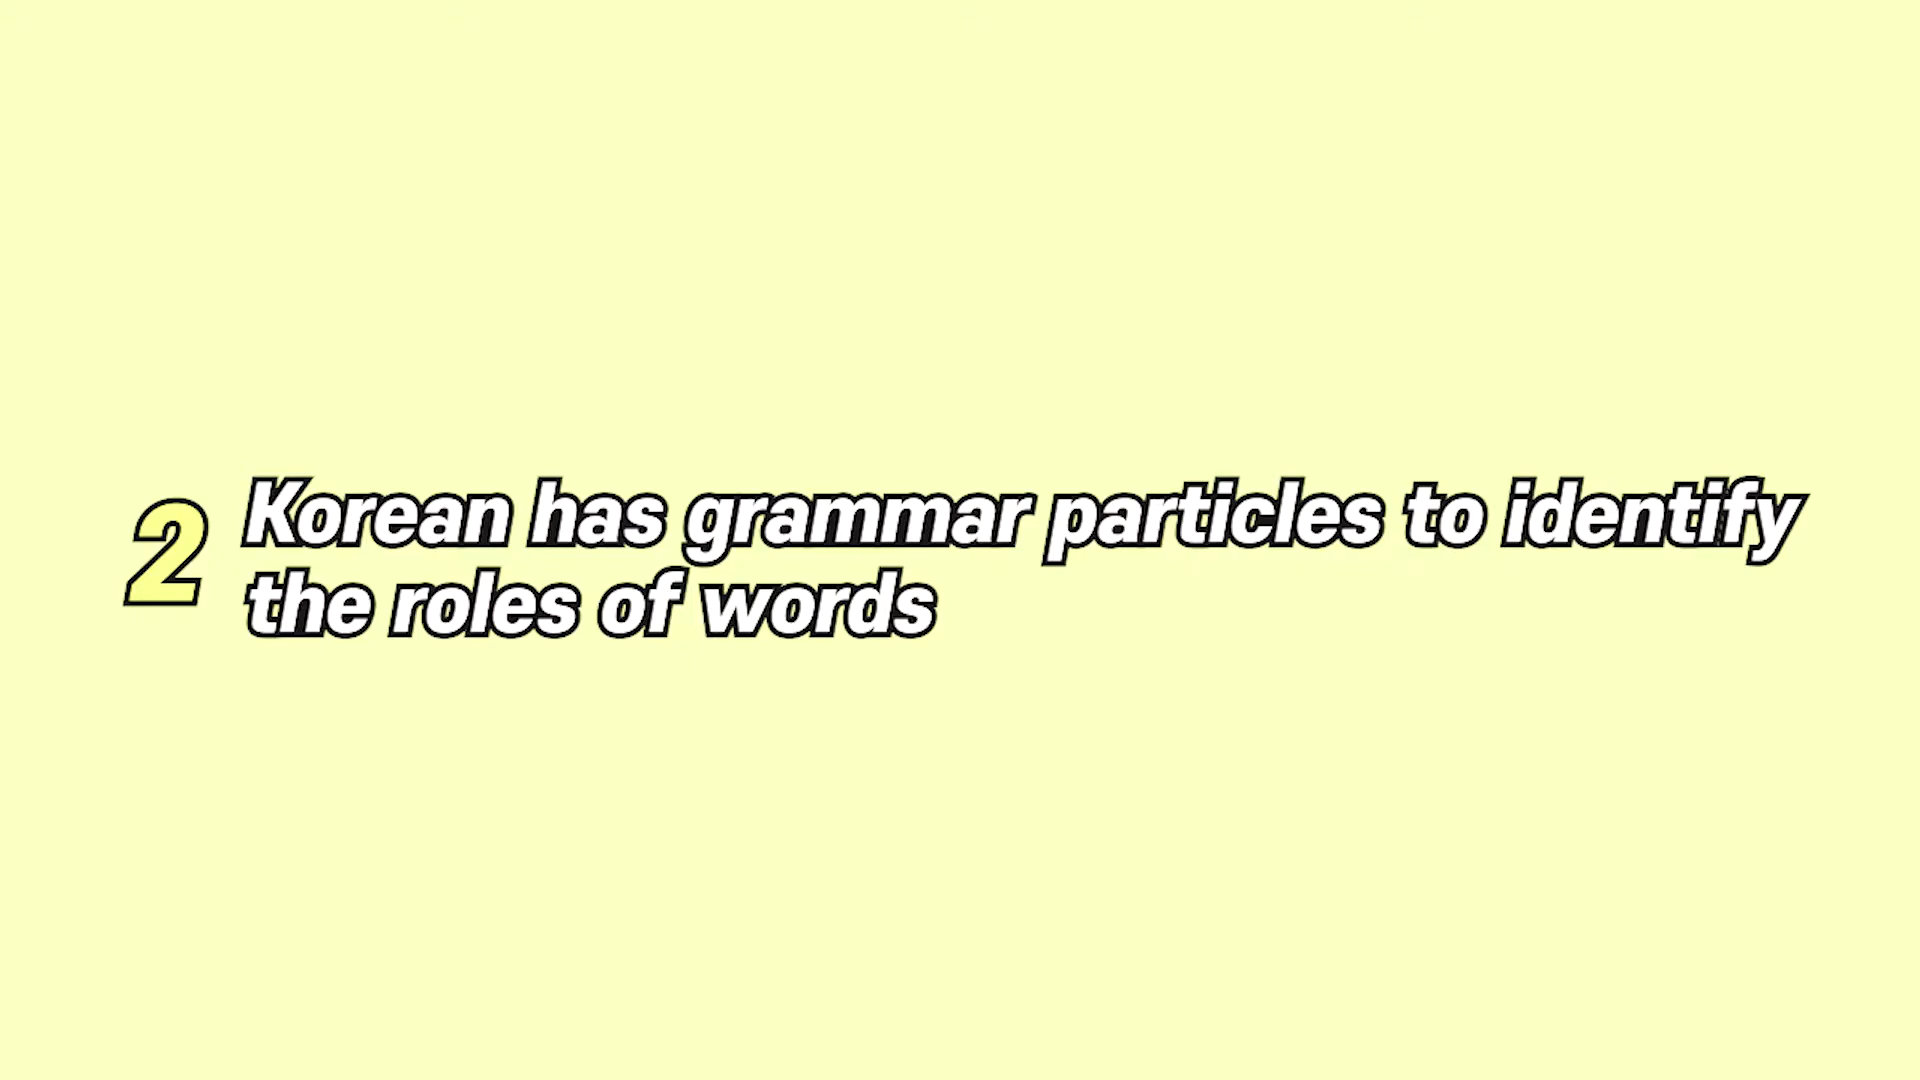 2 Korean has grammar particles to identify
the roles of words